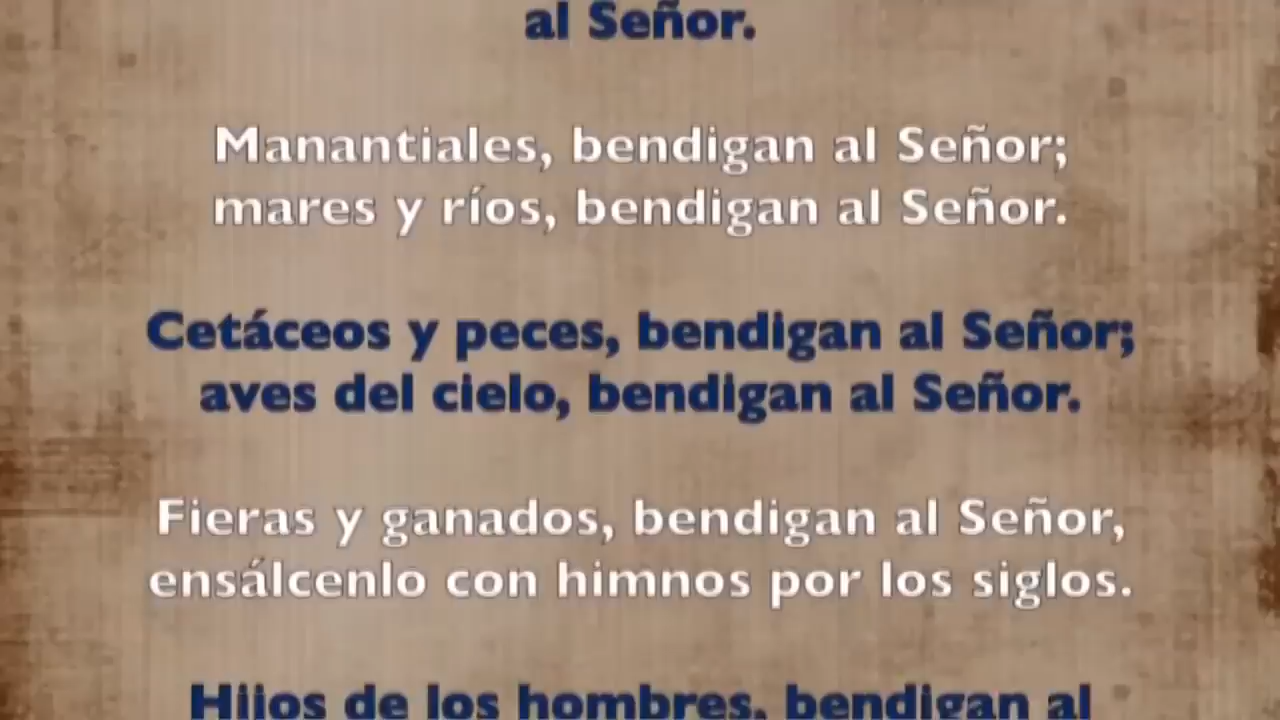 al Señor.
Manantiales, bendigan al Señor;
mares y ríos, bendigan al Señor.
Cetáceos y peces, bendigan al Señor;
aves del cielo, bendigan al Señor.
Fieras y ganados, bendigan al Señor,
ensálcenlo con himnos por los siglos.
Hijos de los hombres, bendigan al